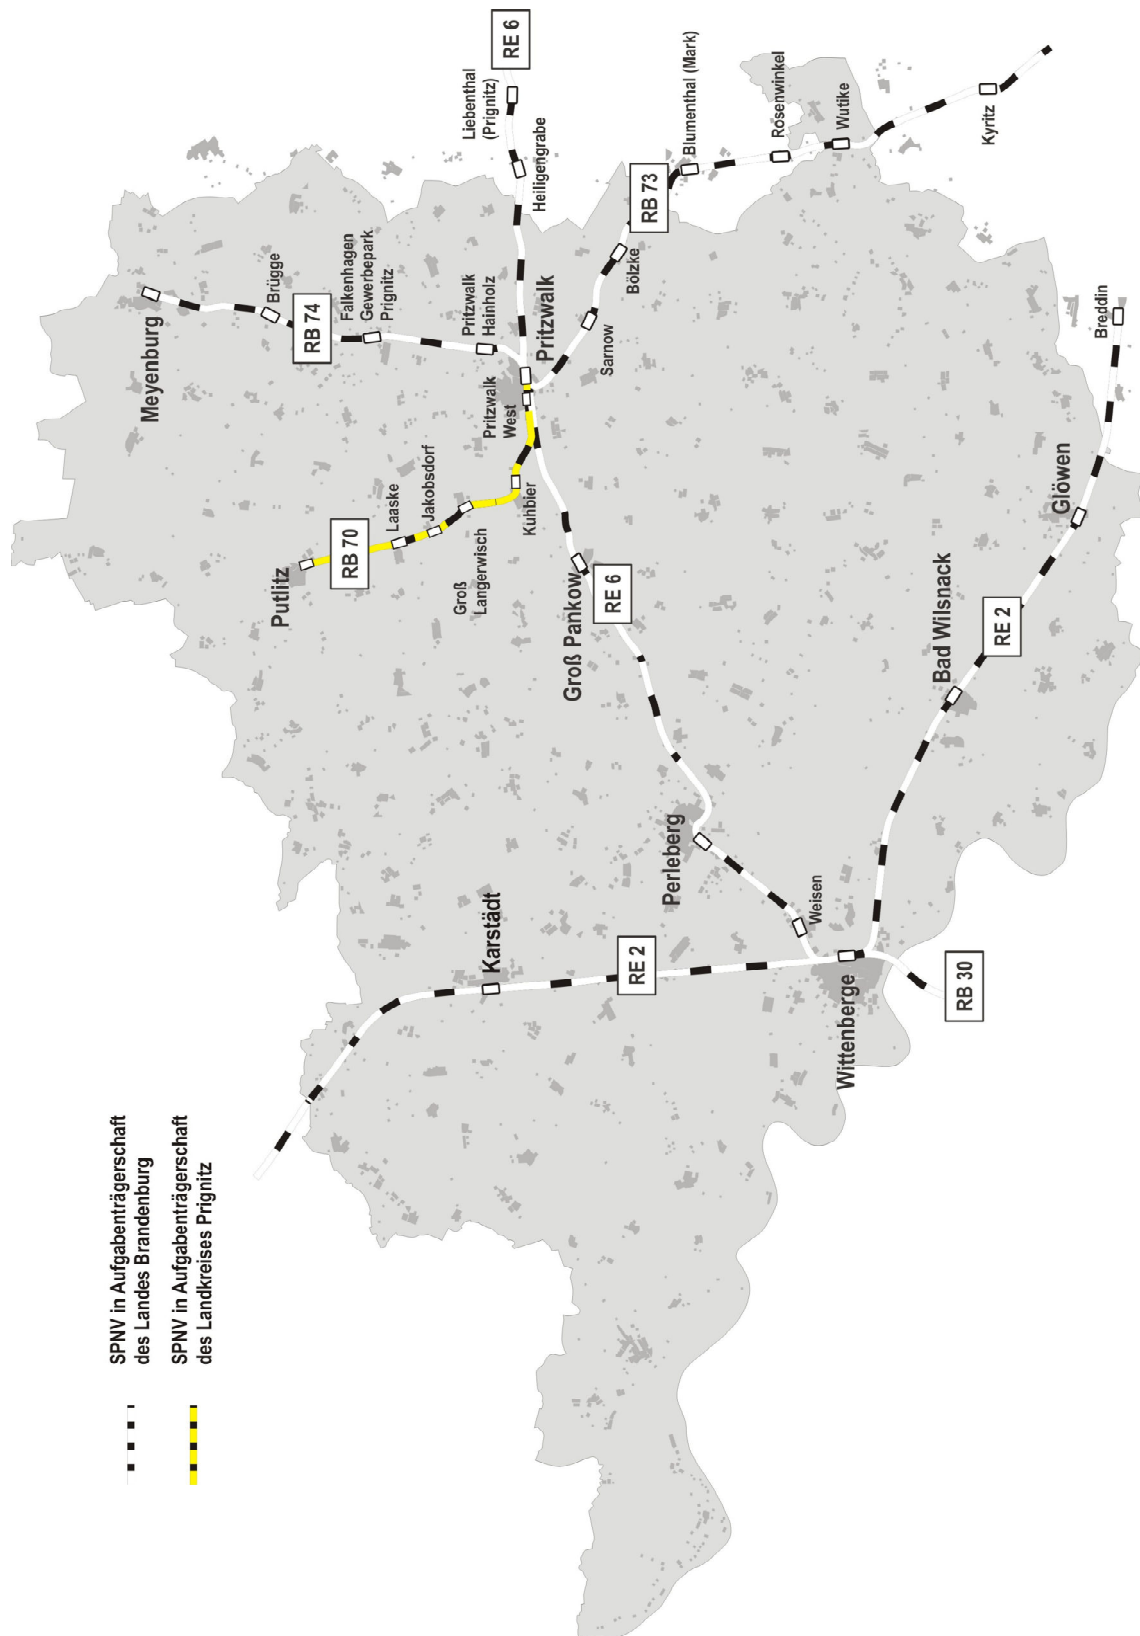 SPNV in Aufgabenträgerschaft
des Landes Brandenburg
SPNV in Aufgabenträgerschaft
des Landkreises Prignitz
Meyenburg
Brügge
RB 74
Falkenhagen
Gewerbepark
Prignitz
Pritzwalk
Hainholz
Pritzwalk
Pritzwalk
West
Liebenthal
(Prignitz)
RE 6
Heiligengrabe
Putlitz
RB 70
Laaske
Jakobsdorf
Groß
Langerwisch
Kuhbier
Sarnow
Bölzke
RB 73
Blumenthal (Mark)
Rosenwinkel
Wutike
Kyritz
Groß Pankow
RE 6
Perleberg
Weisen
Karstädt
RE 2
Wittenberge
RB 30
Bad Wilsnack
RE 2
Glöwen
Breddin